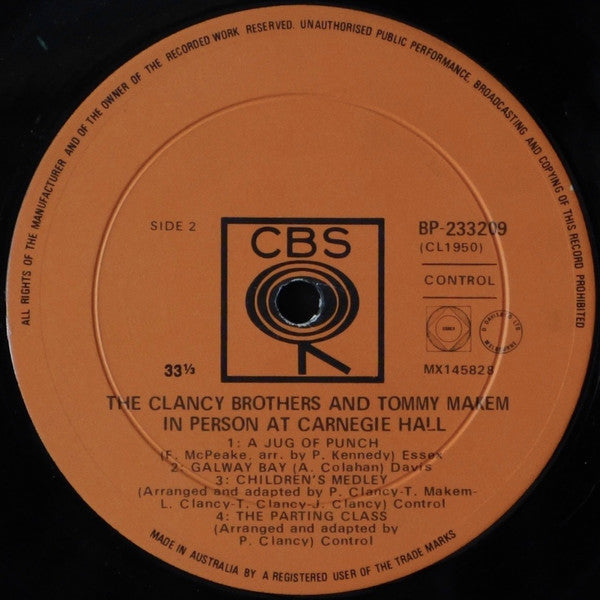 ALL RIGHTS OF THE MANUFACTURER AND OF THE OWNER OF THE RECORDED WORK RESERVED. UNAUTHORISED PUBLIC PERFORMANCE, BROADCASTING AND COPYING OF THIS RECORD PROHIBITED
SIDE 2
CBS
BP-233209
(CL1950)
CONTROL
MX145828
33⅓
THE CLANCY BROTHERS AND TOMMY MAKEM
IN PERSON AT CARNEGIE HALL
1: A JUG OF PUNCH
(F. McPeake, arr. by P. Kennedy) Essex
2: GALWAY BAY (A. Colahan) Davis
3: CHILDREN'S MEDLEY
(Arranged and adapted by P. Clancy-T. Makem-
L. Clancy-T. Clancy-J. Clancy) Control
4: THE PARTING CLASS
(Arranged and adapted by
P. Clancy) Control
MADE IN AUSTRALIA BY A REGISTERED USER OF THE TRADE MARKS